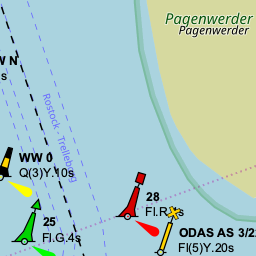 Pagenwerder
Pagenwerder
W N
s
Rostock - Trelleborg
WW 0
Q(3)Y.10s
28
Fl.R.4s
25
Fl.G.4s
ODAS AS 3/2
Fl(5)Y.20s